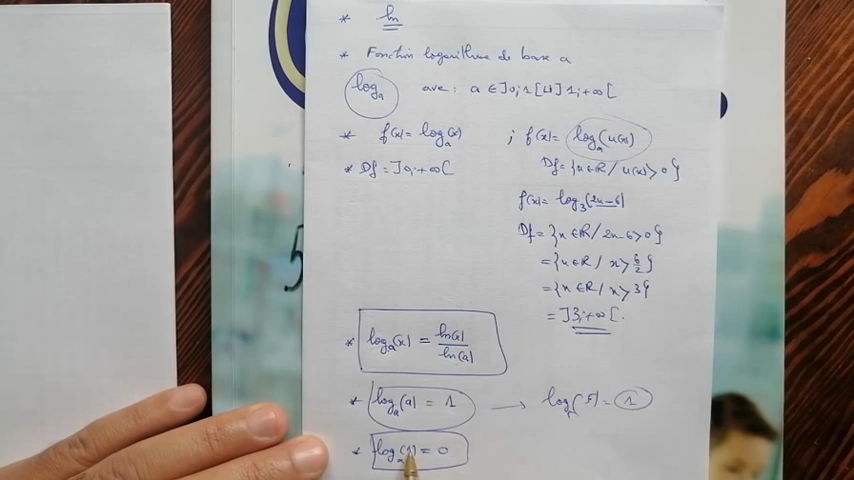 * ln
* Fonction logarithme de base a
log_a avec : a ∈ ]0;1[ ∪ ]1;+∞[
* f(x) = log_a(x) ; f(x) = log_a(u(x))
* Df = ]0;+∞[ Df = {x ∈ ℝ / u(x) > 0}
f(x) = log_3(2x-6)
Df = {x ∈ ℝ / 2x-6 > 0}
= {x ∈ ℝ / x > 6/2}
= {x ∈ ℝ / x > 3}
= ]3;+∞[.
* log_a(x) = ln(x)/ln(a)
* log_a(a) = 1 → log_5(5) = 1
* log_a(1) = 0
5